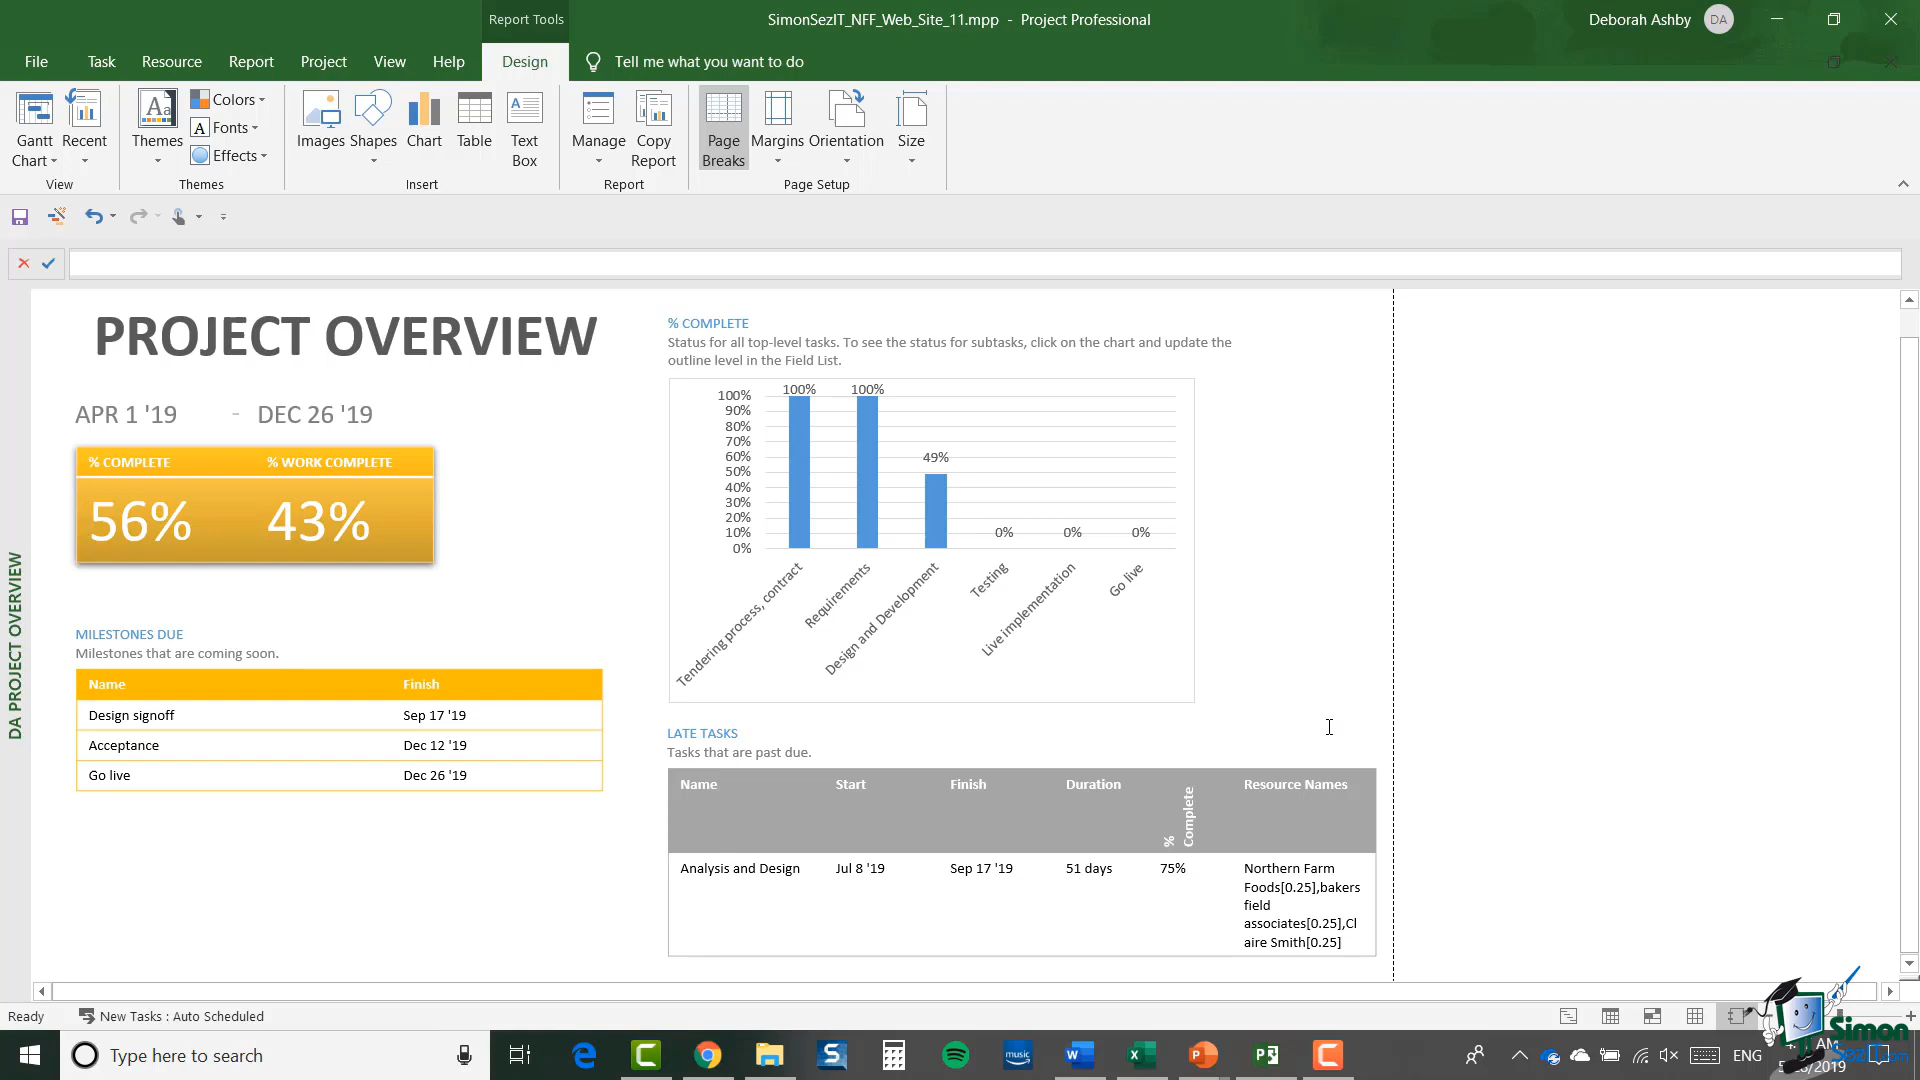 Report Tools
SimonSezIT_NFF_Web_Site_11.mpp - Project Professional
Deborah Ashby
DA
File
Task
Resource
Report
Project
View
Help
Design
Tell me what you want to do
Gantt Chart
Recent
View
Themes
Colors
Fonts
Effects
Themes
Images
Shapes
Chart
Table
Text Box
Insert
Manage
Copy Report
Report
Page Breaks
Margins
Orientation
Size
Page Setup
DA PROJECT OVERVIEW
PROJECT OVERVIEW
APR 1 '19 - DEC 26 '19
% COMPLETE % WORK COMPLETE
56% 43%
MILESTONES DUE
Milestones that are coming soon.
Name Finish
Design signoff Sep 17 '19
Acceptance Dec 12 '19
Go live Dec 26 '19
% COMPLETE
Status for all top-level tasks. To see the status for subtasks, click on the chart and update the
outline level in the Field List.
100%
90%
80%
70%
60%
50%
40%
30%
20%
10%
0%
100% 100% 49% 0% 0% 0%
Tendering process, contract
Requirements
Design and Development
Testing
Live implementation
Go live
LATE TASKS
Tasks that are past due.
Name Start Finish Duration % Complete Resource Names
Analysis and Design Jul 8 '19 Sep 17 '19 51 days 75% Northern Farm
Foods[0.25],bakers
field
associates[0.25],Cl
aire Smith[0.25]
Ready
New Tasks : Auto Scheduled
Type here to search
music
ENG
AM
Simon